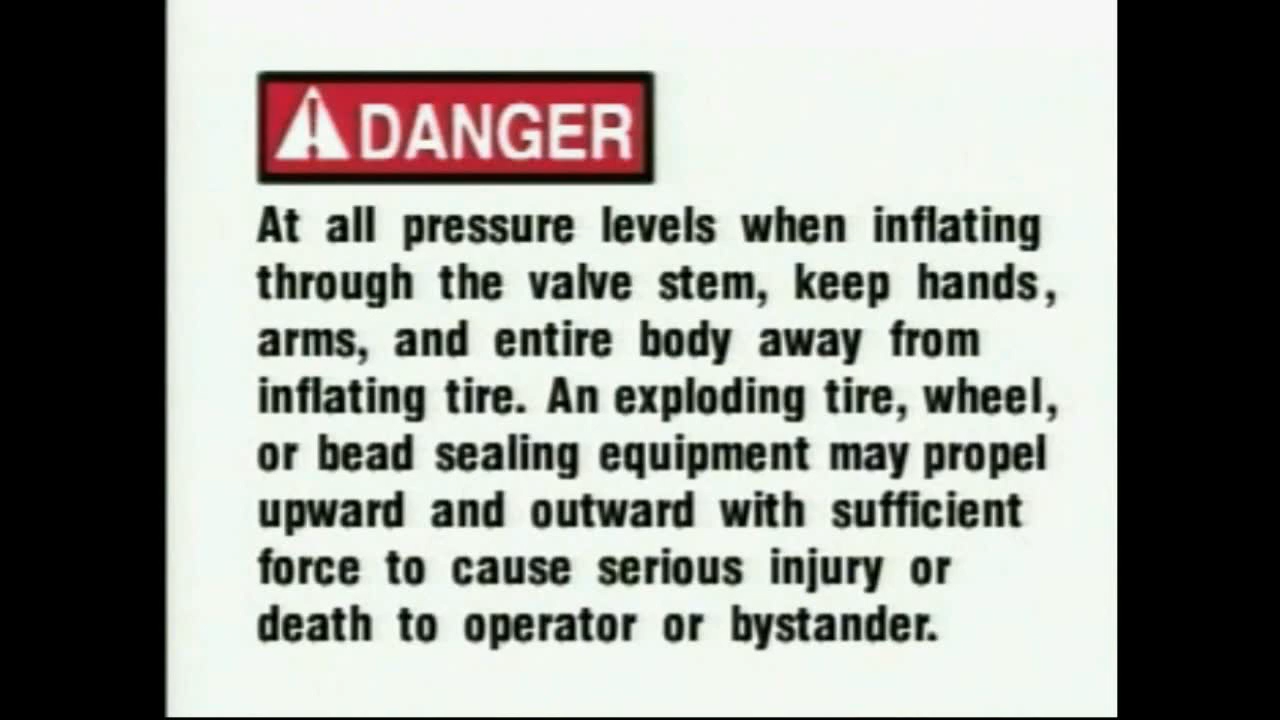 DANGER
At all pressure levels when inflating
through the valve stem, keep hands,
arms, and entire body away from
inflating tire. An exploding tire, wheel,
or bead sealing equipment may propel
upward and outward with sufficient
force to cause serious injury or
death to operator or bystander.